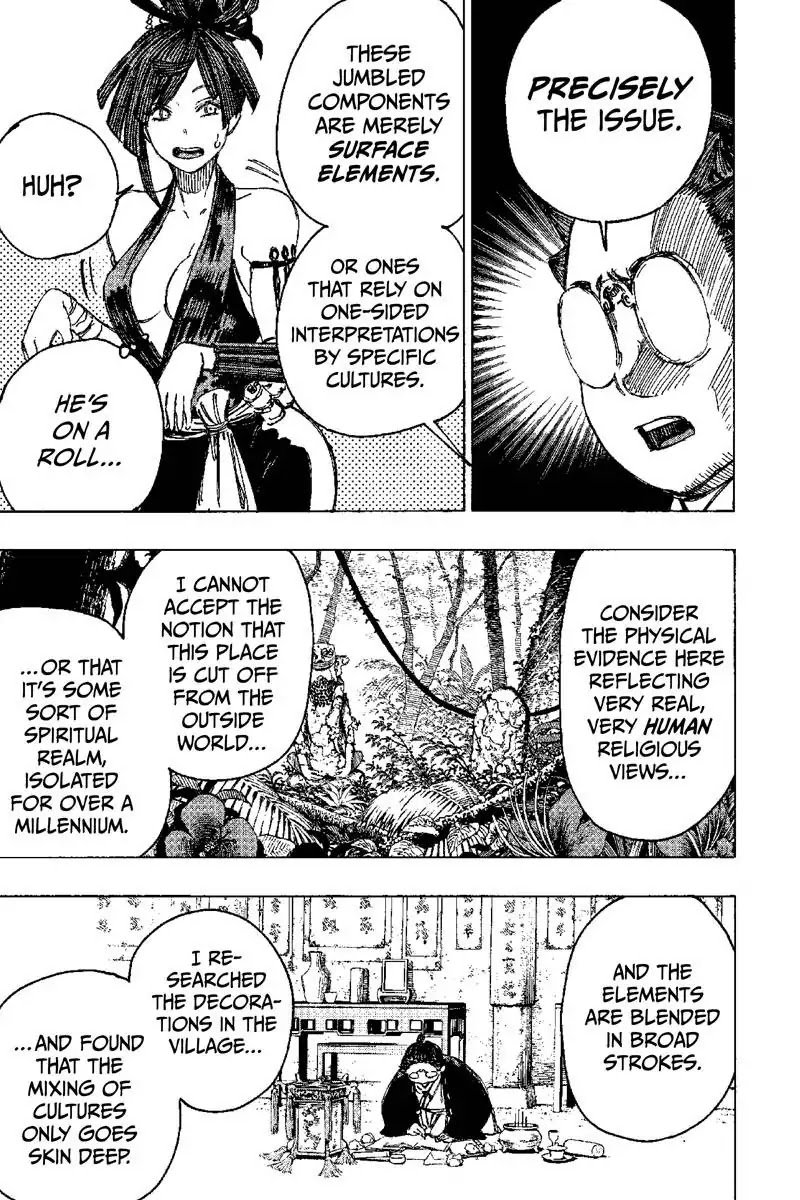 PRECISELY
THE ISSUE.
THESE
JUMBLED
COMPONENTS
ARE MERELY
SURFACE
ELEMENTS.
OR ONES
THAT RELY ON
ONE-SIDED
INTERPRETATIONS
BY SPECIFIC
CULTURES.
HUH?
HE'S
ON A
ROLL...
CONSIDER
THE PHYSICAL
EVIDENCE HERE
REFLECTING
VERY REAL,
VERY HUMAN
RELIGIOUS
VIEWS...
I CANNOT
ACCEPT THE
NOTION THAT
THIS PLACE
IS CUT OFF
FROM THE
OUTSIDE
WORLD...
...OR THAT
IT'S SOME
SORT OF
SPIRITUAL
REALM,
ISOLATED
FOR OVER A
MILLENNIUM.
AND THE
ELEMENTS
ARE BLENDED
IN BROAD
STROKES.
I RE-
SEARCHED
THE DECORA-
TIONS IN THE
VILLAGE...
...AND FOUND
THAT THE
MIXING OF
CULTURES
ONLY GOES
SKIN DEEP.